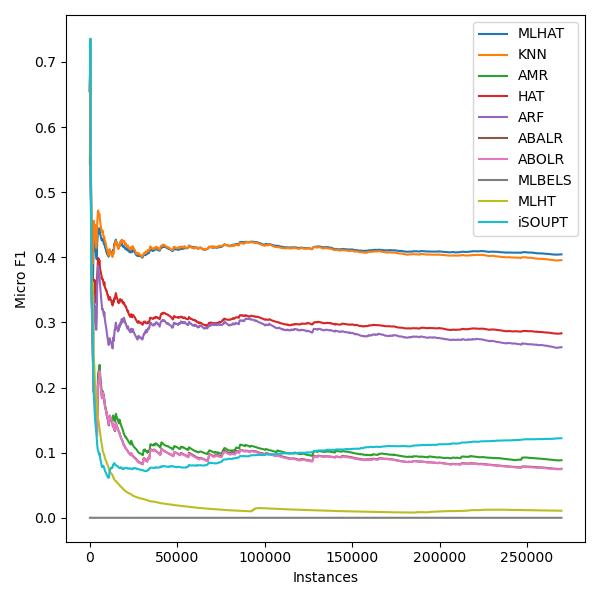 MLHAT
KNN
AMR
HAT
ARF
ABALR
ABOLR
MLBELS
MLHT
iSOUPT
Micro F1
0.7
0.6
0.5
0.4
0.3
0.2
0.1
0.0
0 50000 100000 150000 200000 250000
Instances